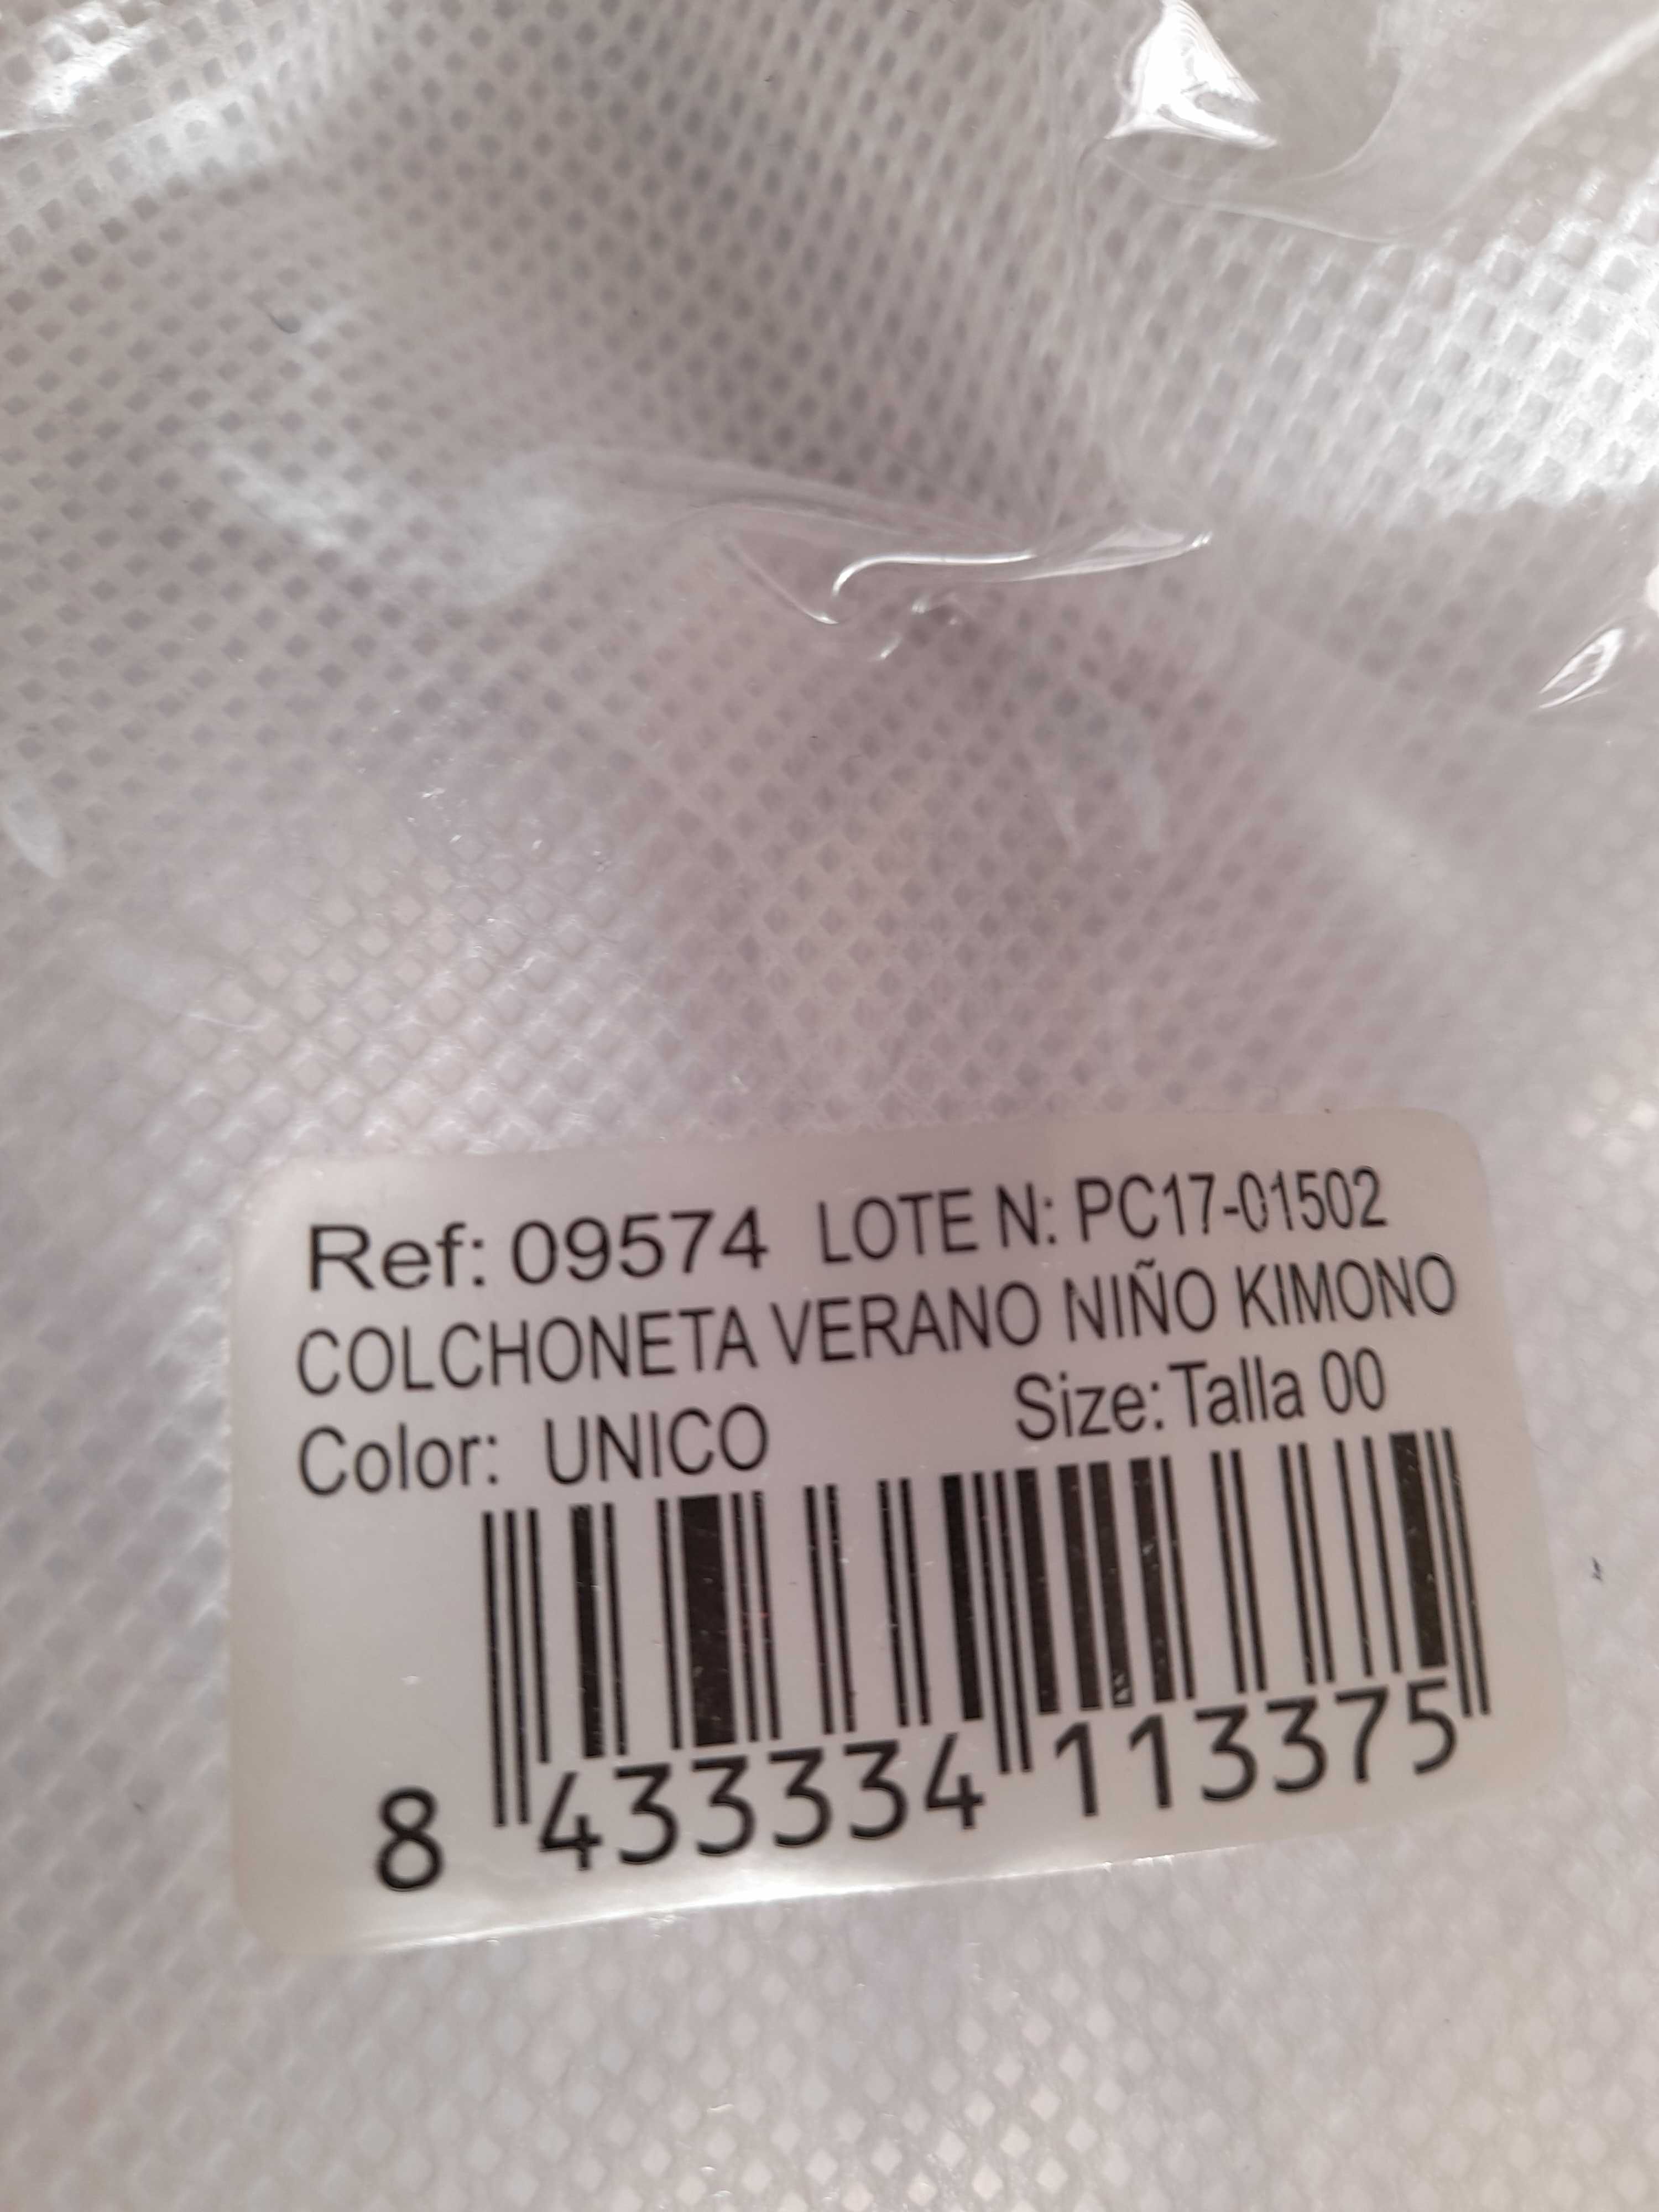 Ref: 09574 LOTE N: PC17-01502
COLCHONETA VERANO NIÑO KIMONO
Color: UNICO Size: Talla 00
8 433334 113375